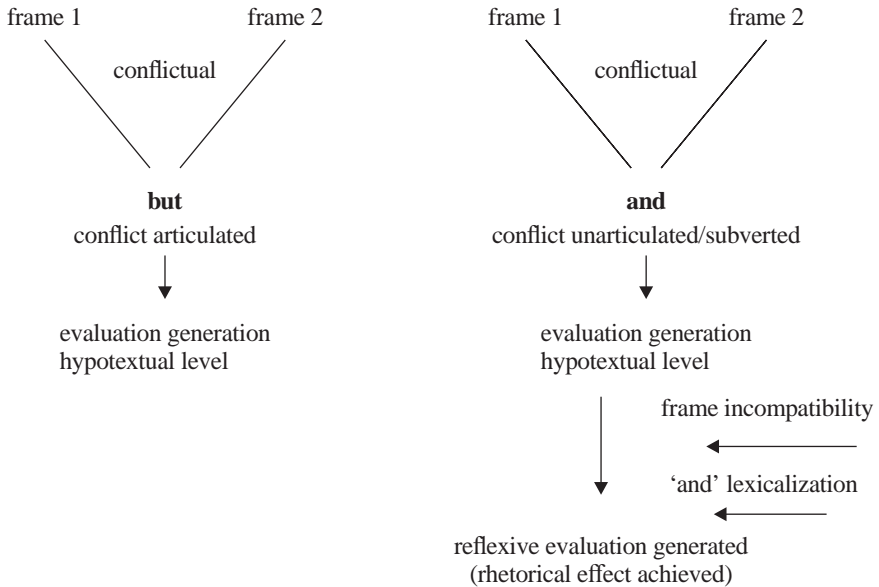 frame 1
frame 2
conflictual
but
conflict articulated
evaluation generation
hypotextual level
frame 1
frame 2
conflictual
and
conflict unarticulated/subverted
evaluation generation
hypotextual level
frame incompatibility
‘and’ lexicalization
reflexive evaluation generated
(rhetorical effect achieved)